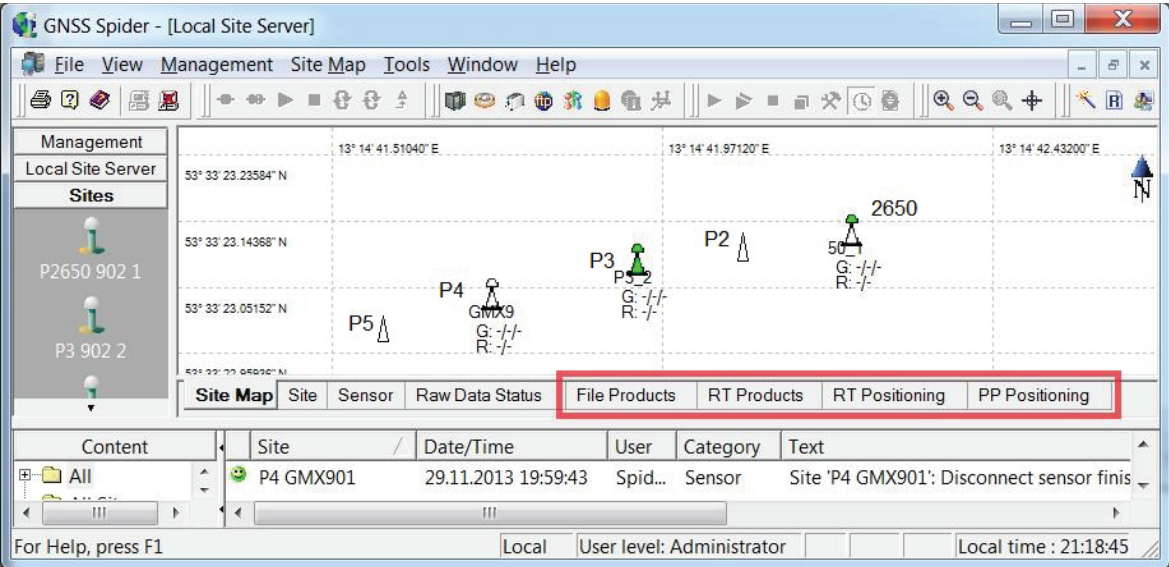 GNSS Spider - [Local Site Server]
File View Management Site Map Tools Window Help
Management
Local Site Server
Sites
P2650 902 1
P3 902 2
13° 14' 41.51040" E 13° 14' 41.97120" E 13° 14' 42.43200" E
53° 33' 23.23584" N
N
2650
53° 33' 23.14368" N
P2
50_1
G: -/-/-
R: -/-
P3
P3_2
G: -/-/-
R: -/-
P4
53° 33' 23.05152" N
GMX9
G: -/-/-
R: -/-
P5
53° 33' 22.95936" N
Site Map Site Sensor Raw Data Status File Products RT Products RT Positioning PP Positioning
Content Site Date/Time User Category Text
All P4 GMX901 29.11.2013 19:59:43 Spid... Sensor Site 'P4 GMX901': Disconnect sensor finis
For Help, press F1 Local User level: Administrator Local time : 21:18:45